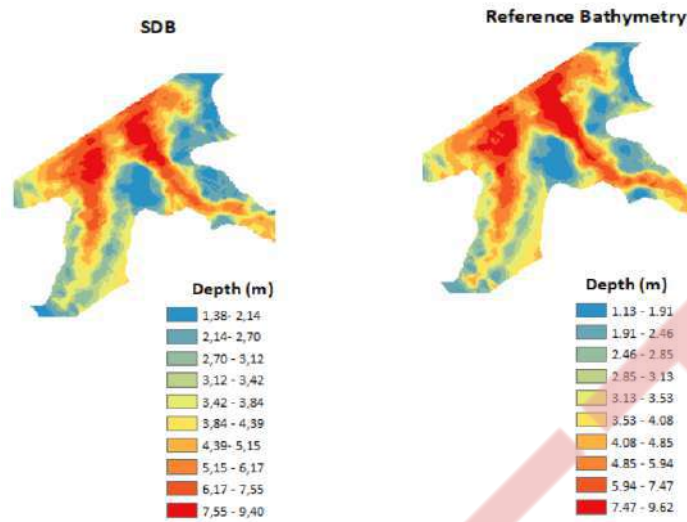 SDB
Depth (m)
1,38- 2,14
2,14- 2,70
2,70 - 3,12
3,12 - 3,42
3,42 - 3,84
3,84 - 4,39
4,39- 5,15
5,15 - 6,17
6,17 - 7,55
7,55 - 9,40
Reference Bathymetry
Depth (m)
1.13 - 1.91
1.91 - 2.46
2.46 - 2.85
2.85 - 3.13
3.13 - 3.53
3.53 - 4.08
4.08 - 4.85
4.85 - 5.94
5.94 - 7.47
7.47 - 9.62